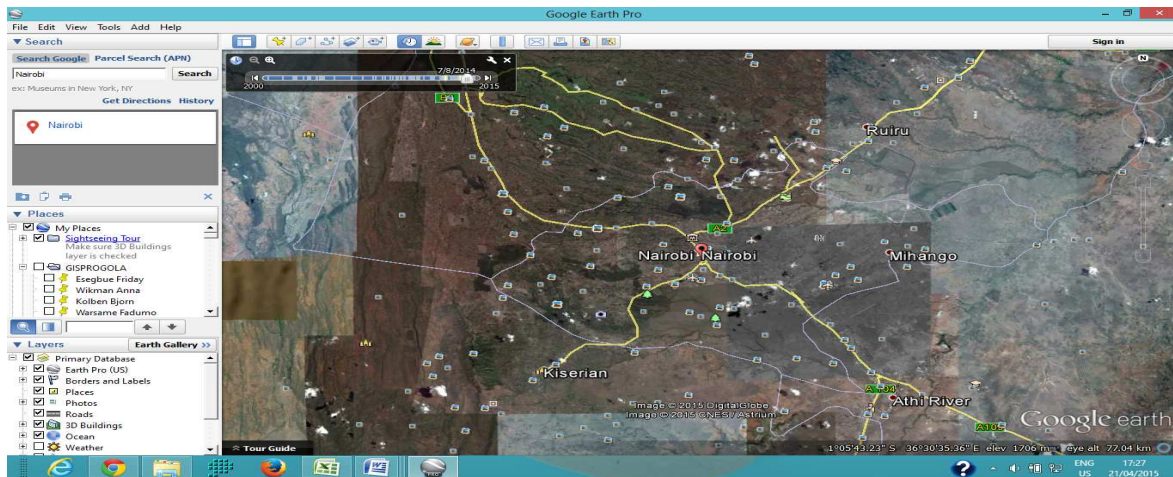 Google Earth Pro
File Edit View Tools Add Help
Search
Search Google Parcel Search (APN)
Nairobi
Search
ex: Museums in New York, NY
Get Directions History
Nairobi
Places
My Places
Sightseeing Tour
Make sure 3D Buildings
layer is checked
GISPROGOLA
Esegbue Friday
Wikman Anna
Kolben Bjorn
Warsame Fadumo
Layers
Earth Gallery >>
Primary Database
Earth Pro (US)
Borders and Labels
Places
Photos
Roads
3D Buildings
Ocean
Weather
Sign in
7/8/2014
2000
2015
N
Ruiru
A2
Nairobi Nairobi
Mihango
Kiserian
A 104
Athi River
A105
Image © 2015 DigitalGlobe
Image © 2015 CNES / Astrium
Google earth
Tour Guide
1°05'43.23" S 36°30'35.36" E elev 1706 m eye alt 77.04 km
ENG
US
17:27
21/04/2015